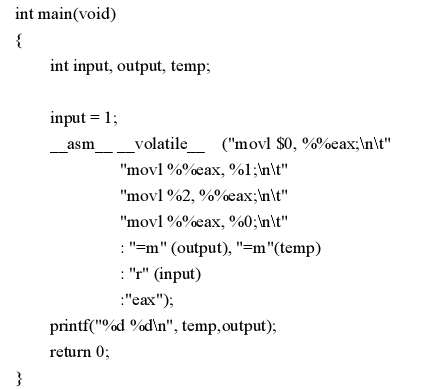 int main(void)
{
int input, output, temp;
input = 1;
__asm__ __volatile__ ("movl $0, %%eax;\n\t"
"movl %%eax, %1;\n\t"
"movl %2, %%eax;\n\t"
"movl %%eax, %0;\n\t"
: "=m" (output), "=m"(temp)
: "r" (input)
:"eax");
printf("%d %d\n", temp,output);
return 0;
}